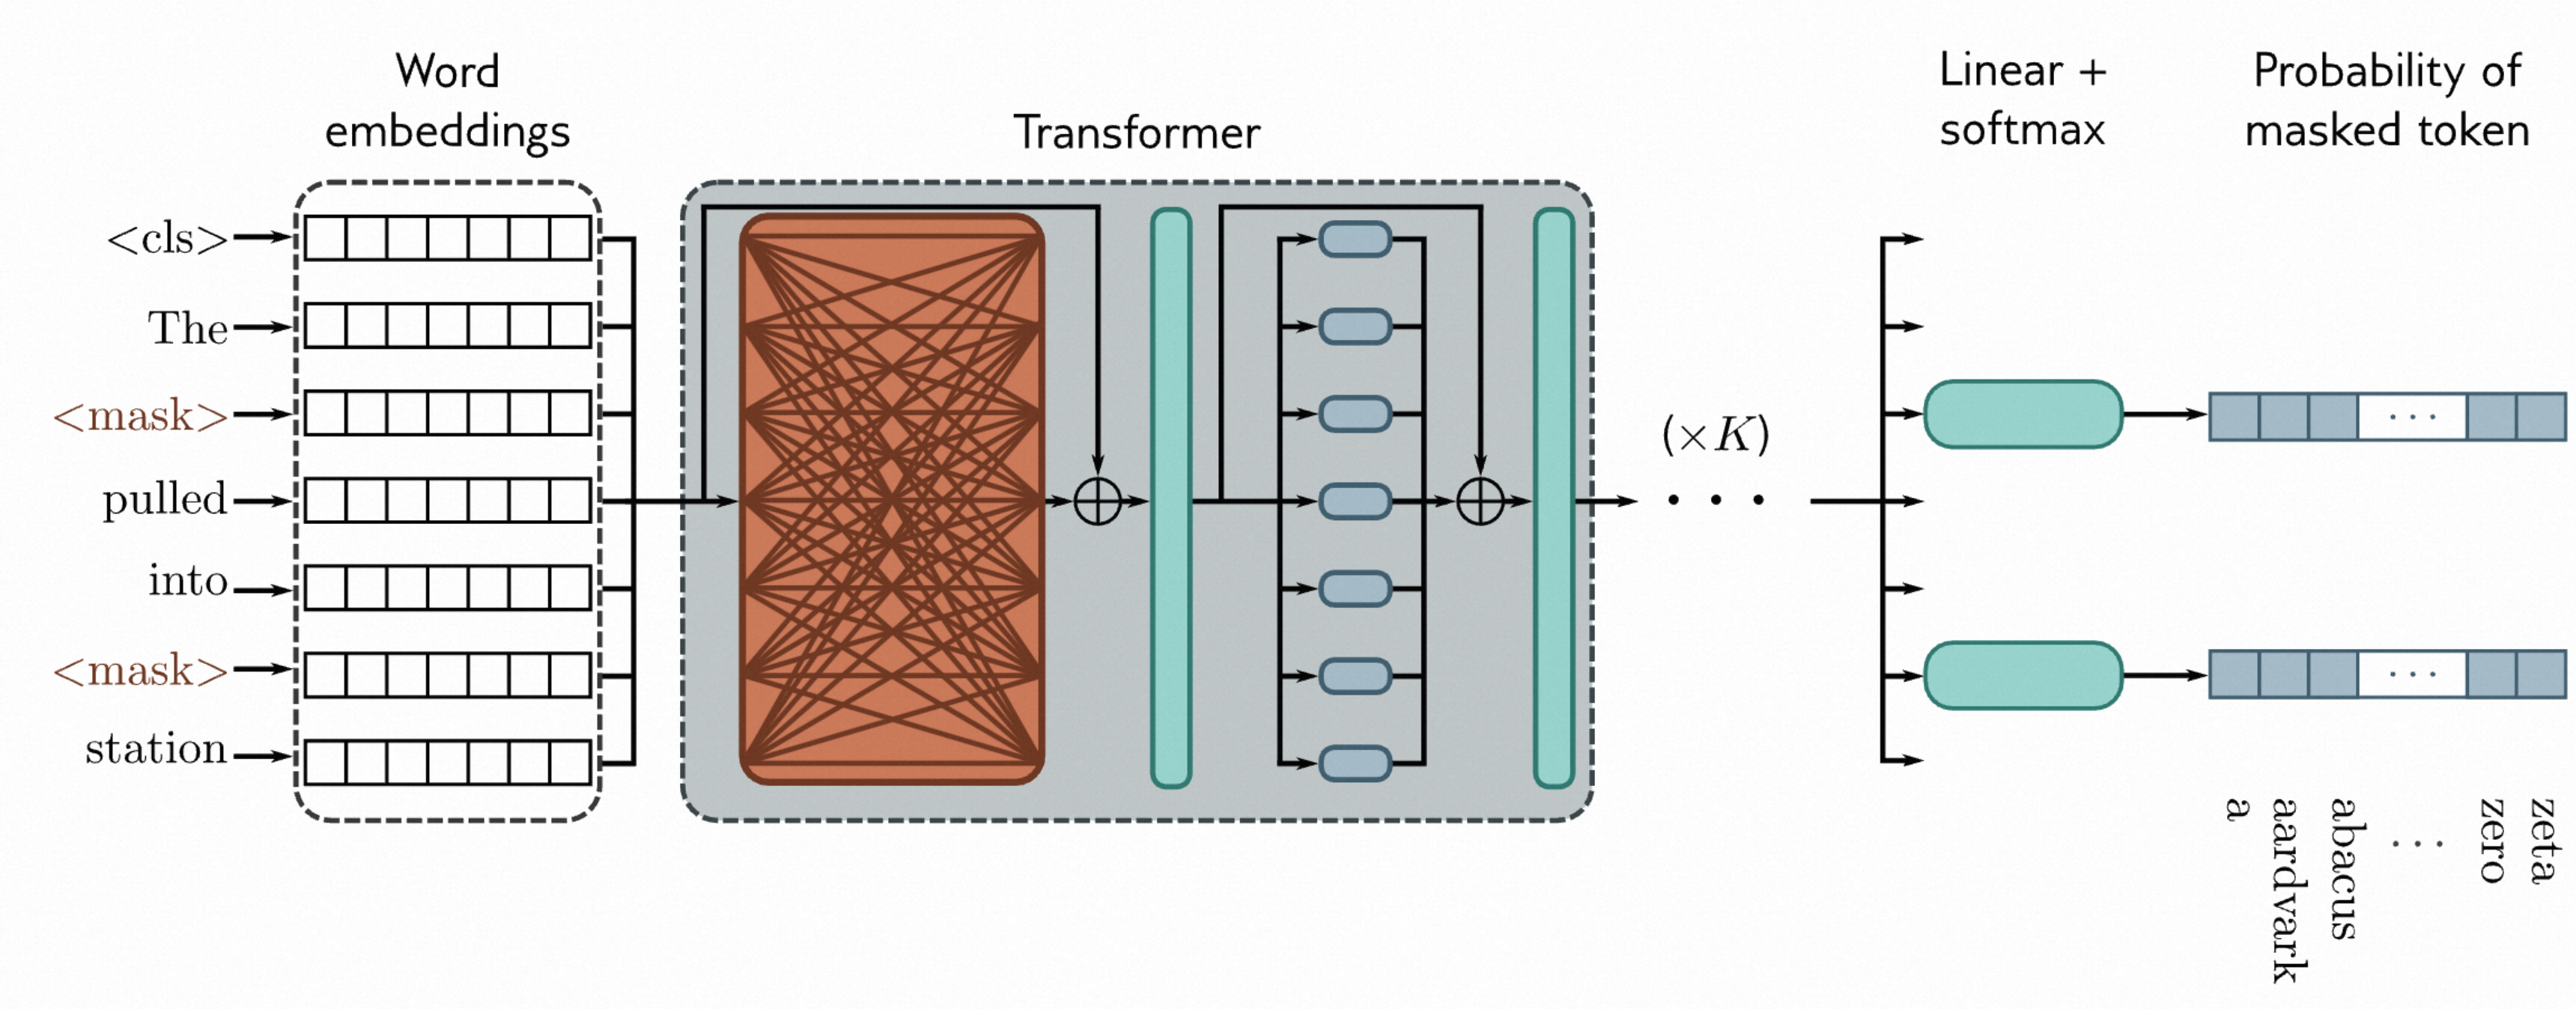 Word
embeddings
Transformer
Linear +
softmax
Probability of
masked token
<cls>
The
<mask>
pulled
into
<mask>
station
(×K)
· · ·
· · ·
· · ·
a
aardvark
abacus
· · ·
zero
zeta